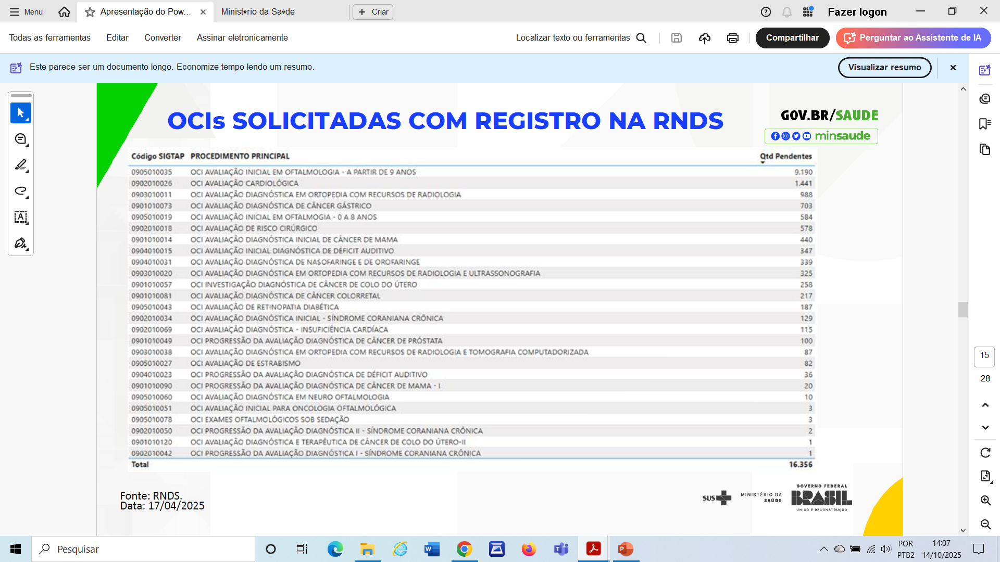 Menu
Apresentação do Pow...
Minist�rio da Sa�de
Criar
Fazer logon
Todas as ferramentas
Editar
Converter
Assinar eletronicamente
Localizar texto ou ferramentas
Compartilhar
Perguntar ao Assistente de IA
Este parece ser um documento longo. Economize tempo lendo um resumo.
Visualizar resumo
OCIs SOLICITADAS COM REGISTRO NA RNDS
GOV.BR/SAUDE
minsaude
Código SIGTAP PROCEDIMENTO PRINCIPAL Qtd Pendentes
0905010035 OCI AVALIAÇÃO INICIAL EM OFTALMOLOGIA - A PARTIR DE 9 ANOS 9.190
0902010026 OCI AVALIAÇÃO CARDIOLÓGICA 1.441
0903010011 OCI AVALIAÇÃO DIAGNÓSTICA EM ORTOPEDIA COM RECURSOS DE RADIOLOGIA 988
0901010073 OCI AVALIAÇÃO DIAGNÓSTICA DE CÂNCER GÁSTRICO 703
0905010019 OCI AVALIAÇÃO INICIAL EM OFTALMOGIA - 0 A 8 ANOS 584
0902010018 OCI AVALIAÇÃO DE RISCO CIRÚRGICO 578
0901010014 OCI AVALIAÇÃO DIAGNÓSTICA INICIAL DE CÂNCER DE MAMA 440
0904010015 OCI AVALIAÇÃO INICIAL DIAGNÓSTICA DE DÉFICIT AUDITIVO 347
0904010031 OCI AVALIAÇÃO DIAGNÓSTICA DE NASOFARINGE E DE OROFARINGE 339
0903010020 OCI AVALIAÇÃO DIAGNÓSTICA EM ORTOPEDIA COM RECURSOS DE RADIOLOGIA E ULTRASSONOGRAFIA 325
0901010057 OCI INVESTIGAÇÃO DIAGNÓSTICA DE CÂNCER DE COLO DO ÚTERO 258
0901010081 OCI AVALIAÇÃO DIAGNÓSTICA DE CÂNCER COLORRETAL 217
0905010043 OCI AVALIAÇÃO DE RETINOPATIA DIABÉTICA 187
0902010034 OCI AVALIAÇÃO DIAGNÓSTICA INICIAL - SÍNDROME CORANIANA CRÔNICA 129
0902010069 OCI AVALIAÇÃO DIAGNÓSTICA - INSUFICIÊNCIA CARDÍACA 115
0901010049 OCI PROGRESSÃO DA AVALIAÇÃO DIAGNÓSTICA DE CÂNCER DE PRÓSTATA 100
0903010038 OCI AVALIAÇÃO DIAGNÓSTICA EM ORTOPEDIA COM RECURSOS DE RADIOLOGIA E TOMOGRAFIA COMPUTADORIZADA 87
0905010027 OCI AVALIAÇÃO DE ESTRABISMO 82
0904010023 OCI PROGRESSÃO DA AVALIAÇÃO DIAGNÓSTICA DE DÉFICIT AUDITIVO 36
0901010090 OCI PROGRESSÃO DA AVALIAÇÃO DIAGNÓSTICA DE CÂNCER DE MAMA - I 20
0905010060 OCI AVALIAÇÃO DIAGNÓSTICA EM NEURO OFTALMOLOGIA 10
0905010051 OCI AVALIAÇÃO INICIAL PARA ONCOLOGIA OFTALMOLÓGICA 3
0905010078 OCI EXAMES OFTALMOLÓGICOS SOB SEDAÇÃO 3
0902010050 OCI PROGRESSÃO DA AVALIAÇÃO DIAGNÓSTICA II - SÍNDROME CORANIANA CRÔNICA 2
0901010120 OCI AVALIAÇÃO DIAGNÓSTICA E TERAPÊUTICA DE CÂNCER DE COLO DO ÚTERO-II 1
0902010042 OCI PROGRESSÃO DA AVALIAÇÃO DIAGNÓSTICA I - SÍNDROME CORANIANA CRÔNICA 1
Total 16.356
Fonte: RNDS.
Data: 17/04/2025
SUS
MINISTÉRIO DA
SAÚDE
GOVERNO FEDERAL
BRASIL
UNIÃO E RECONSTRUÇÃO
15
28
Pesquisar
POR
PTB2
14:07
14/10/2025